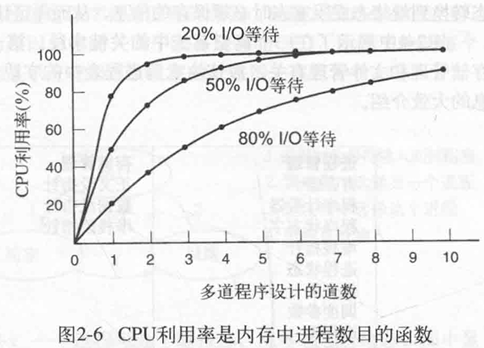 20% I/O等待
100
80
60
40
20
50% I/O等待
80% I/O等待
CPU利用率(%)
0 1 2 3 4 5 6 7 8 9 10
多道程序设计的道数
图2-6 CPU利用率是内存中进程数目的函数